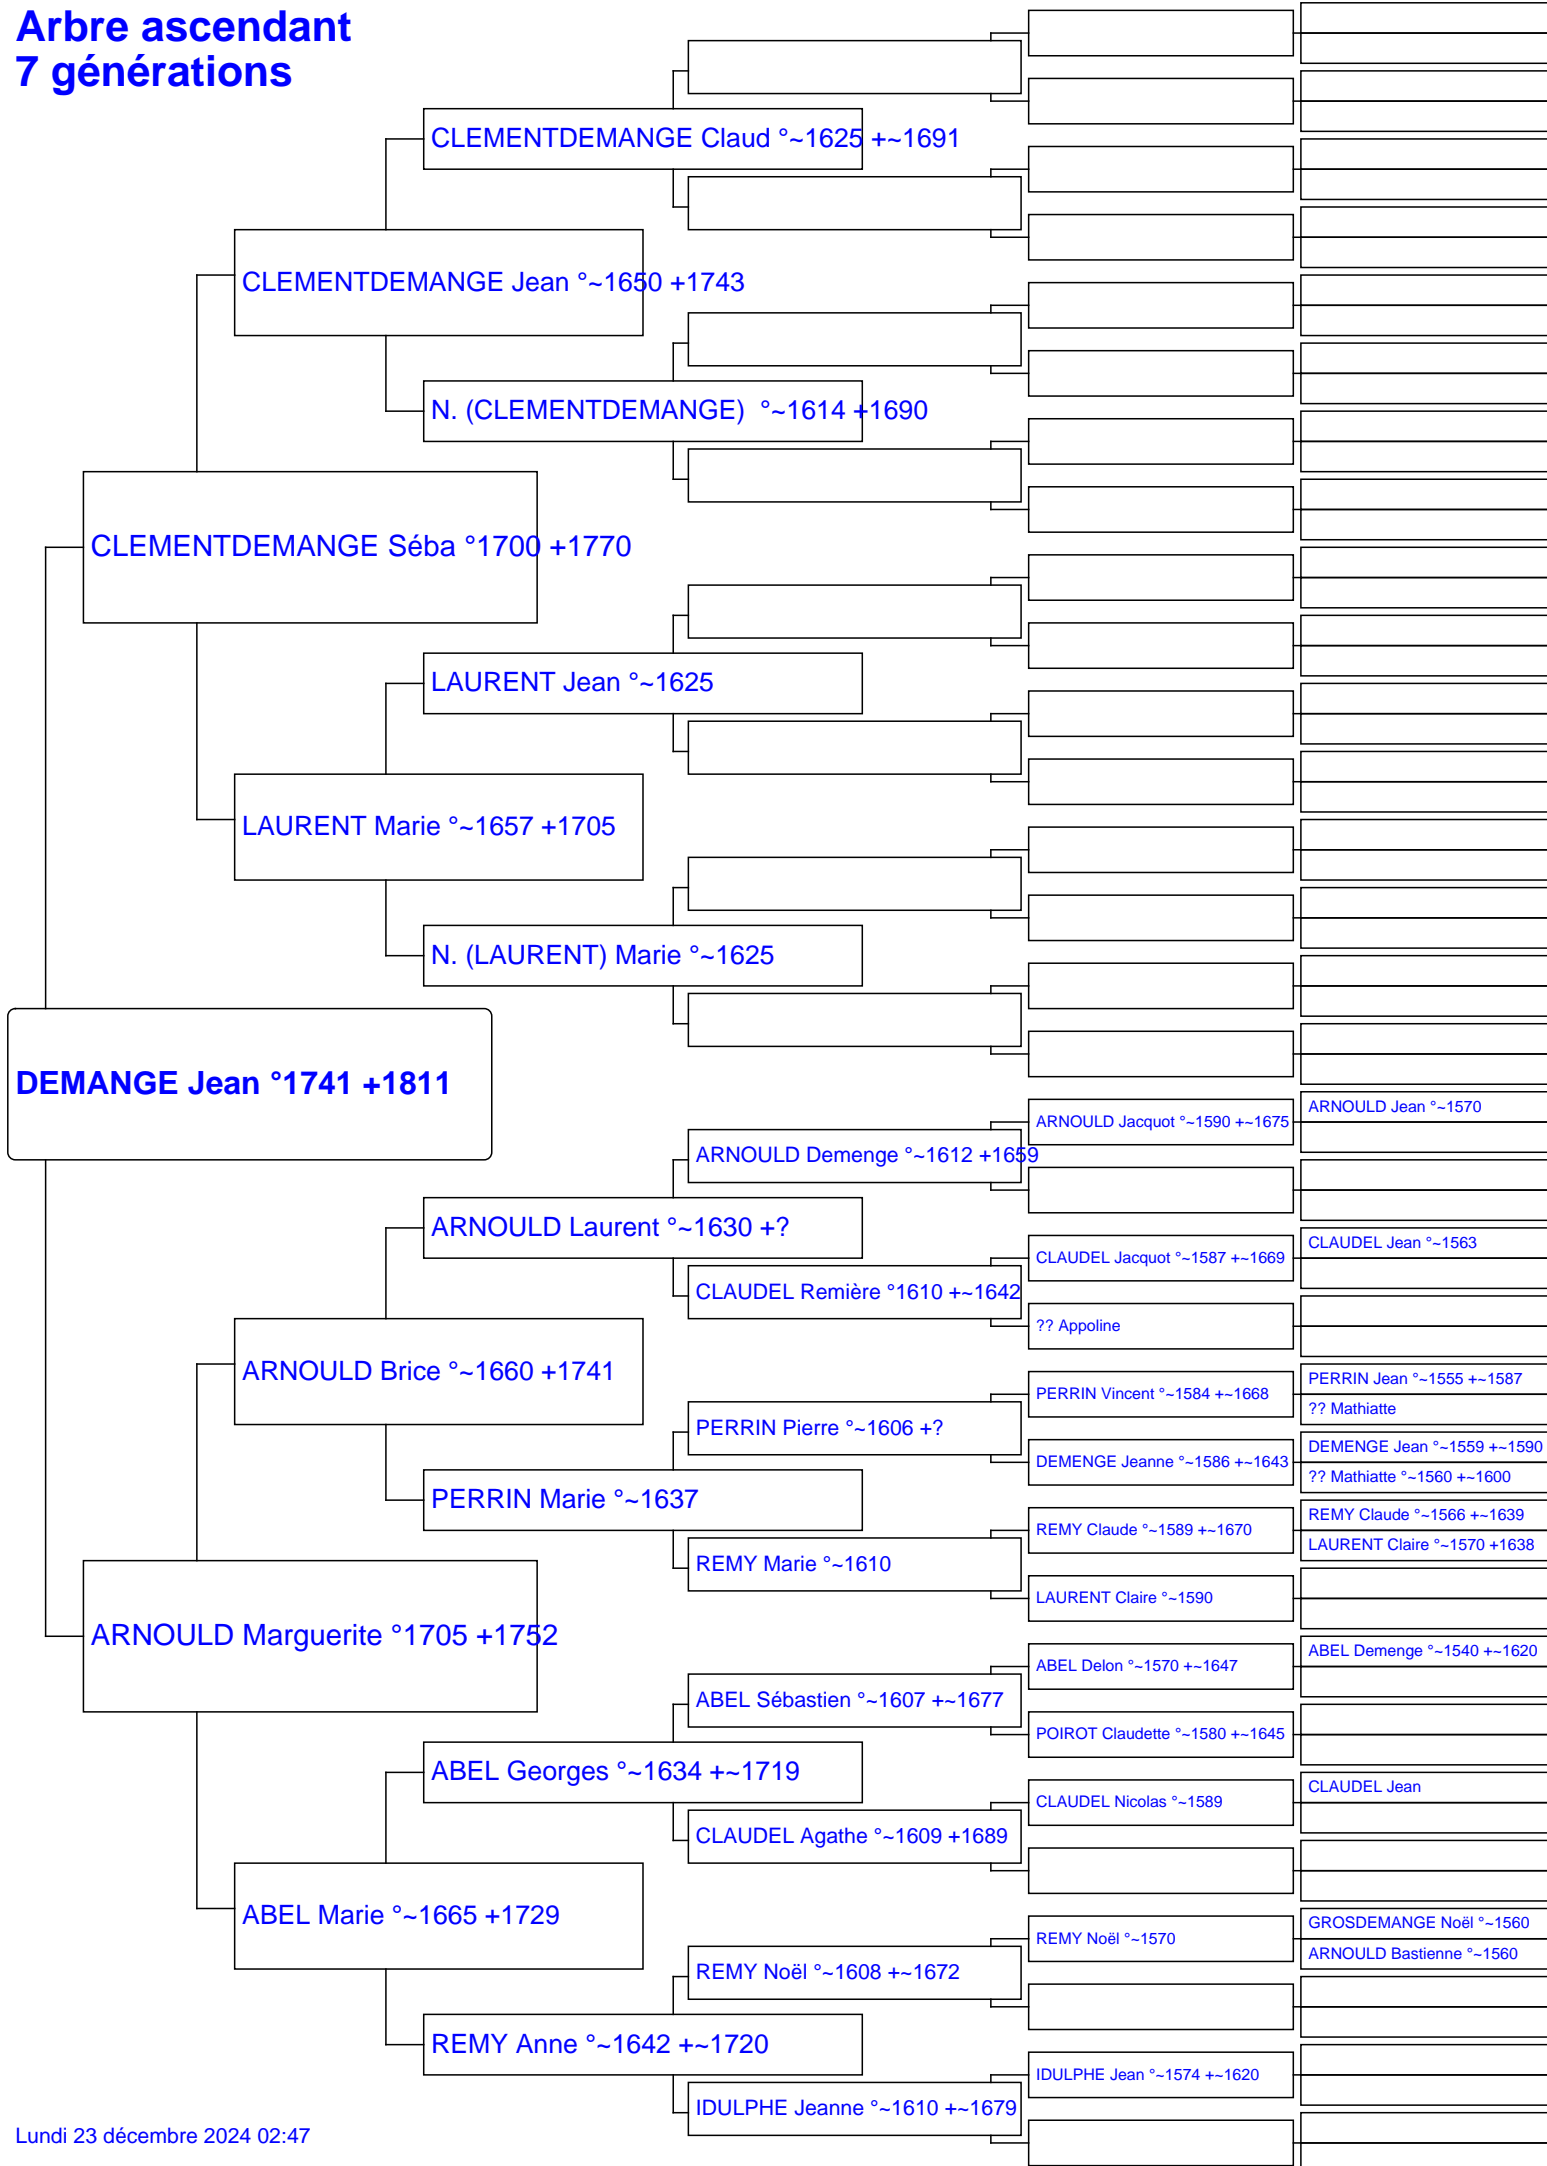 Arbre ascendant
7 générations
CLEMENTDEMANGE Claud °~1625 +~1691
CLEMENTDEMANGE Jean °~1650 +1743
N. (CLEMENTDEMANGE)  °~1614 +1690
CLEMENTDEMANGE Séba °1700 +1770
LAURENT Jean °~1625
LAURENT Marie °~1657 +1705
N. (LAURENT) Marie °~1625
DEMANGE Jean °1741 +1811
ARNOULD Jean °~1570
ARNOULD Jacquot °~1590 +~1675
ARNOULD Demenge °~1612 +1659
ARNOULD Laurent °~1630 +?
CLAUDEL Jean °~1563
CLAUDEL Jacquot °~1587 +~1669
CLAUDEL Remière °1610 +~1642
?? Appoline
ARNOULD Brice °~1660 +1741
PERRIN Jean °~1555 +~1587
PERRIN Vincent °~1584 +~1668
?? Mathiatte
PERRIN Pierre °~1606 +?
DEMENGE Jean °~1559 +~1590
DEMENGE Jeanne °~1586 +~1643
?? Mathiatte °~1560 +~1600
PERRIN Marie °~1637
REMY Claude °~1566 +~1639
REMY Claude °~1589 +~1670
LAURENT Claire °~1570 +1638
REMY Marie °~1610
LAURENT Claire °~1590
ARNOULD Marguerite °1705 +1752
ABEL Demenge °~1540 +~1620
ABEL Delon °~1570 +~1647
ABEL Sébastien °~1607 +~1677
POIROT Claudette °~1580 +~1645
ABEL Georges °~1634 +~1719
CLAUDEL Jean
CLAUDEL Nicolas °~1589
CLAUDEL Agathe °~1609 +1689
ABEL Marie °~1665 +1729
GROSDEMANGE Noël °~1560
REMY Noël °~1570
ARNOULD Bastienne °~1560
REMY Noël °~1608 +~1672
REMY Anne °~1642 +~1720
IDULPHE Jean °~1574 +~1620
IDULPHE Jeanne °~1610 +~1679
Lundi 23 décembre 2024 02:47